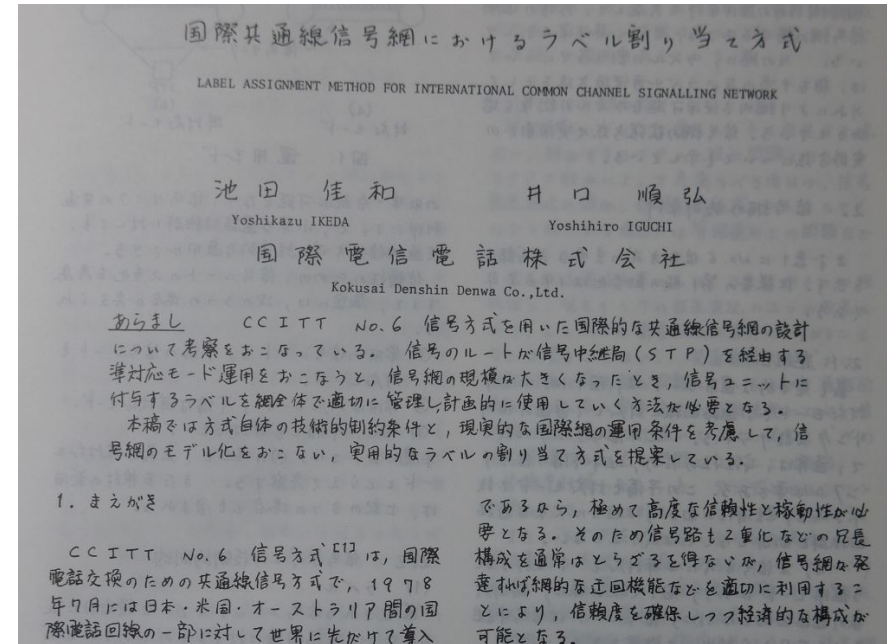 国際共通線信号網におけるラベル割り当て方式
LABEL ASSIGNMENT METHOD FOR INTERNATIONAL COMMON CHANNEL SIGNALLING NETWORK
池田 佳和 井口 順弘
Yoshikazu IKEDA Yoshihiro IGUCHI
国際電信電話株式会社
Kokusai Denshin Denwa Co.,Ltd.
あらまし CCITT No.6 信号方式を用いた国際的な共通線信号網の設計
について考察をおこなっている。信号のルートが信号中継局(STP)を経由する
準対応モード運用をおこなうと,信号網の規模が大きくなったとき,信号ユニットに
付与するラベルを網全体で適切に管理し計画的に使用していく方法が必要となる。
本稿では方式自体の技術的制約条件と,現実的な国際網の運用条件を考慮して,信
号網のモデル化をおこない,実用的なラベルの割り当て方式を提案している。
1. まえがき
CCITT No.6 信号方式[1]は,国際
電話交換のための共通線信号方式で,1978
年7月には日本・米国・オーストラリア間の国
際電話回線の一部に対して世界に先がけて導入
であるなら,極めて高度な信頼性と稼動性が必
要となる。そのため信号路も2重化などの冗長
構成を通常はとらざるを得ないが,信号網が発
達すれば網的な迂回機能などを適切に利用するこ
とにより,信頼度を確保しつつ経済的な構成が
可能となる。